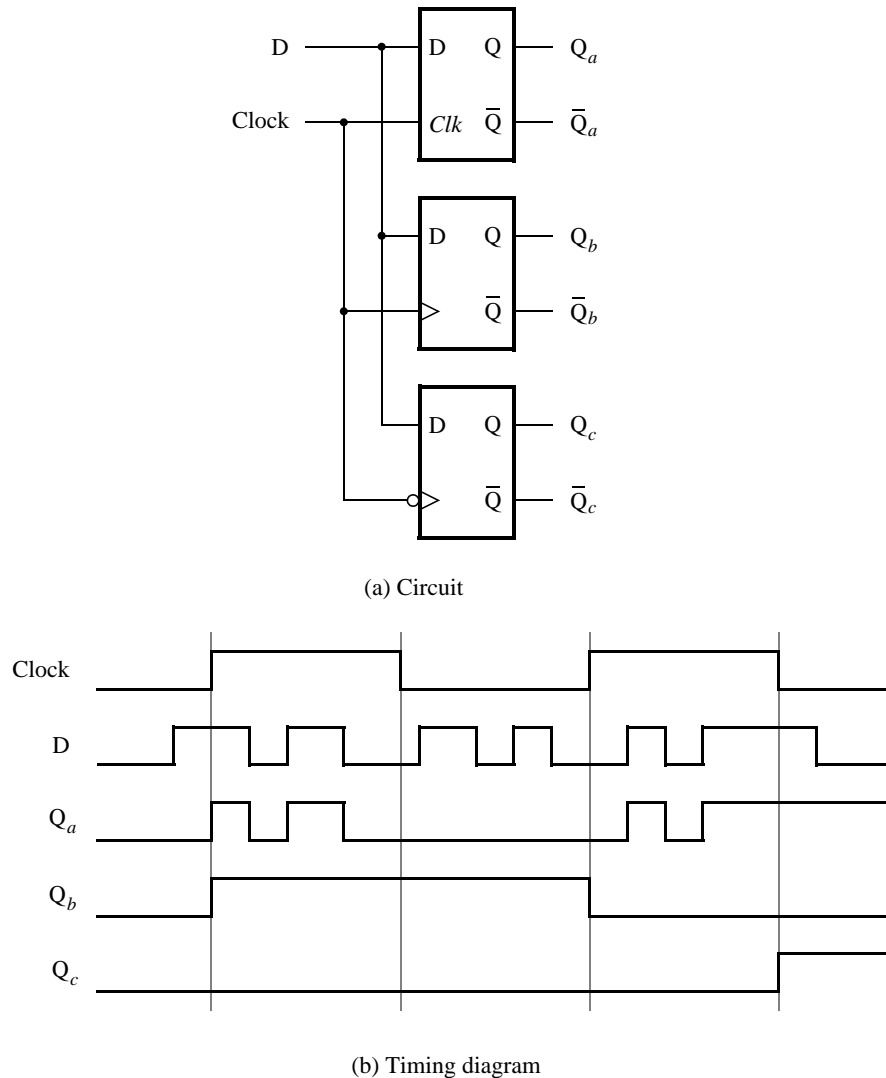 D D Q Qa
Clock Clk Q̅ Q̅a
D Q Qb
Q̅ Q̅b
D Q Qc
Q̅ Q̅c
(a) Circuit
Clock
D
Qa
Qb
Qc
(b) Timing diagram